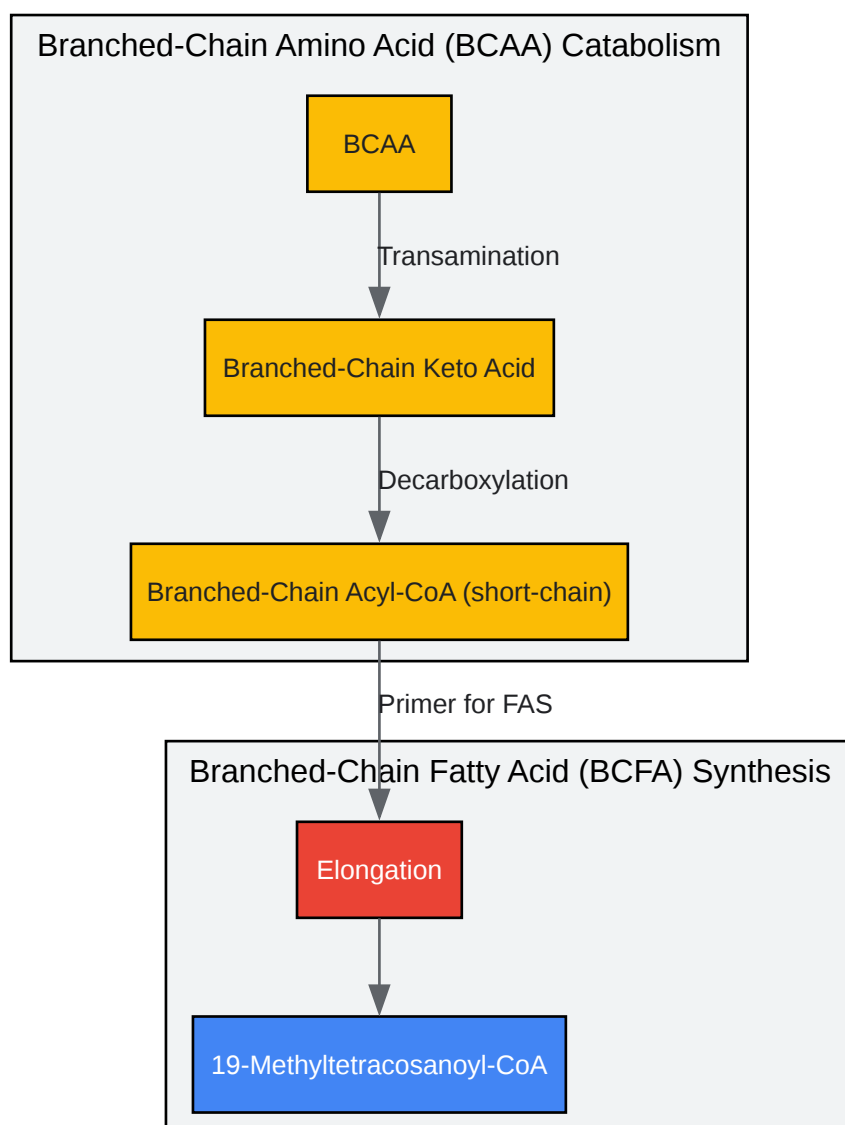 Branched-Chain Amino Acid (BCAA) Catabolism
BCAA
Transamination
Branched-Chain Keto Acid
Decarboxylation
Branched-Chain Acyl-CoA (short-chain)
Primer for FAS
Branched-Chain Fatty Acid (BCFA) Synthesis
Elongation
19-Methyltetracosanoyl-CoA